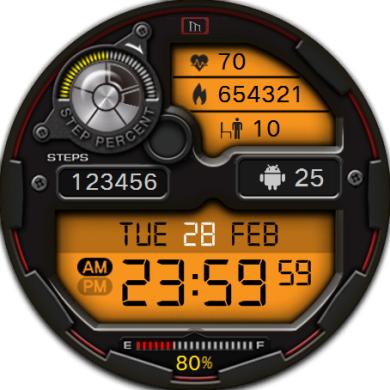 70
654321
10
STEP PERCENT
STEPS
123456
25
TUE 28 FEB
AM
PM
23:59 59
E F
80%